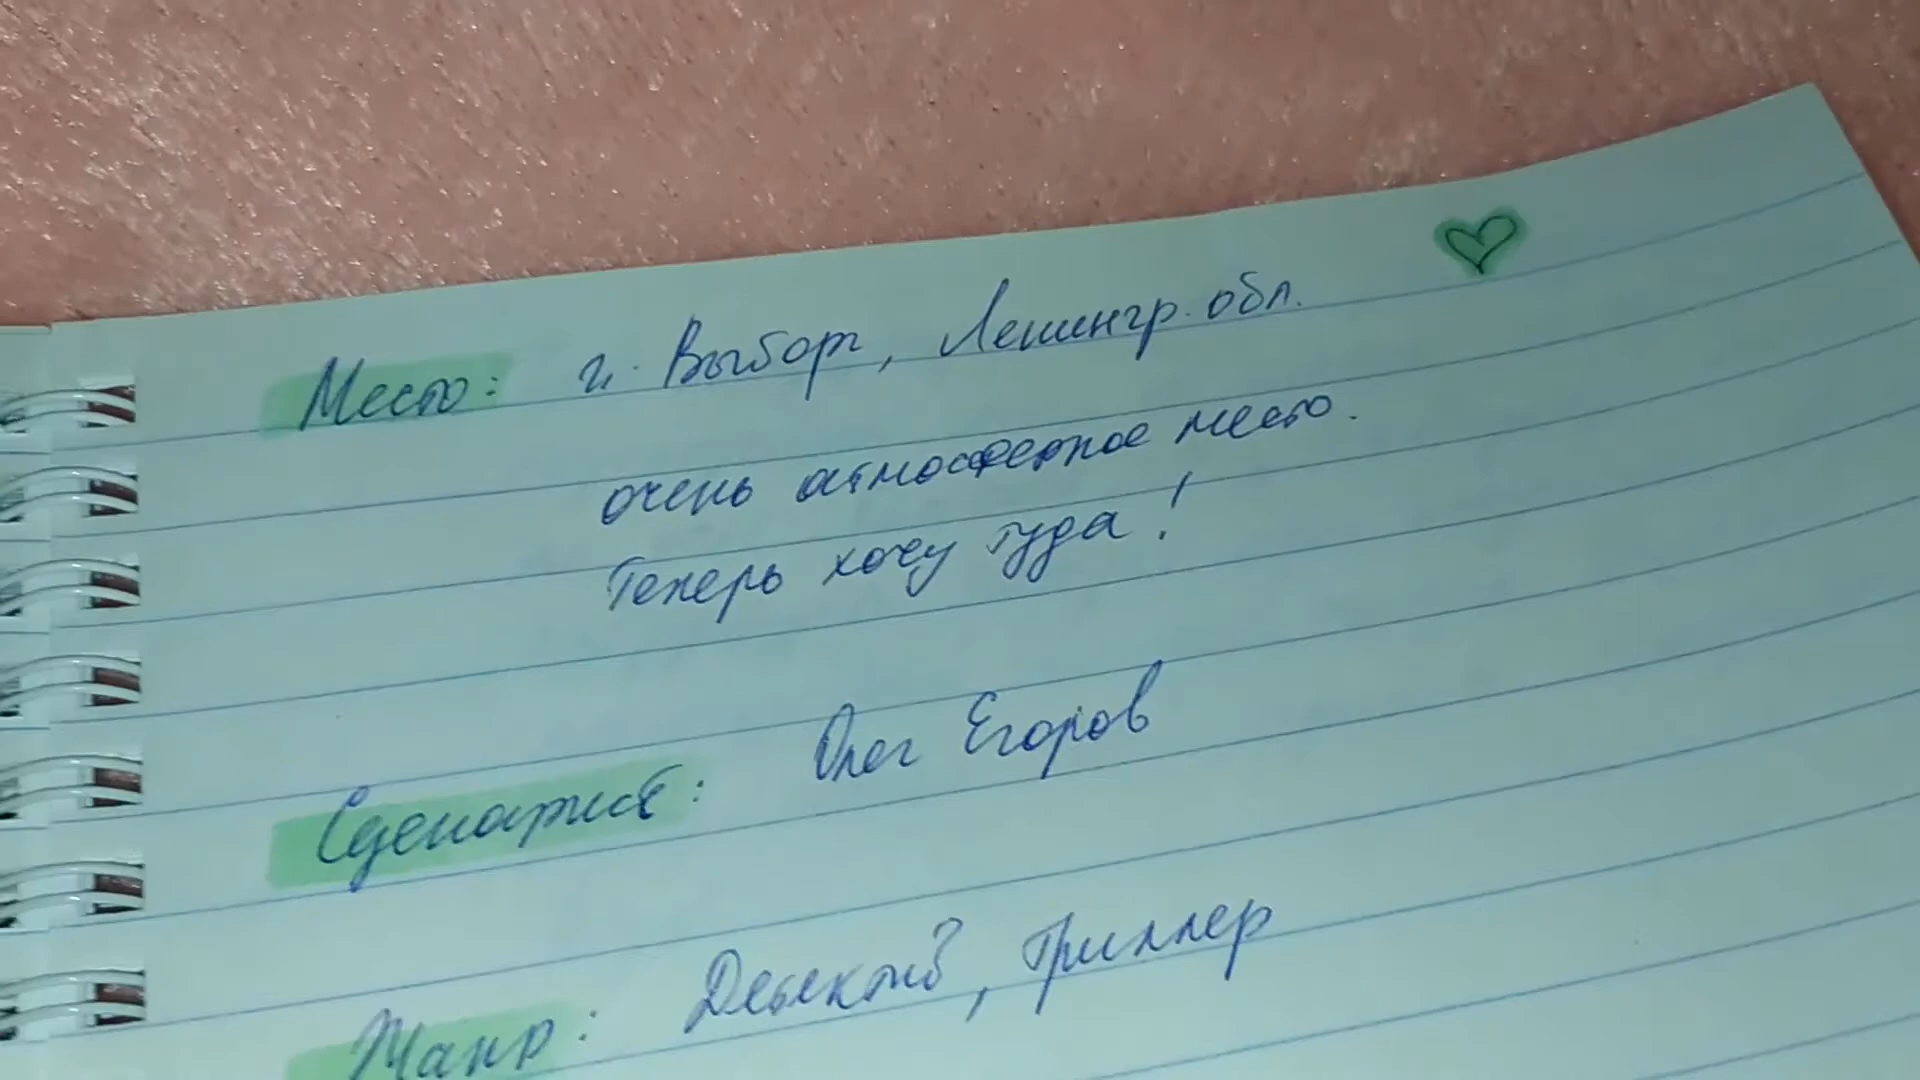 Место: г. Выборг, Ленингр. обл.
очень атмосферное место.
Теперь хочу туда!
Сценарист: Олег Егоров
Жанр: Детектив, Триллер